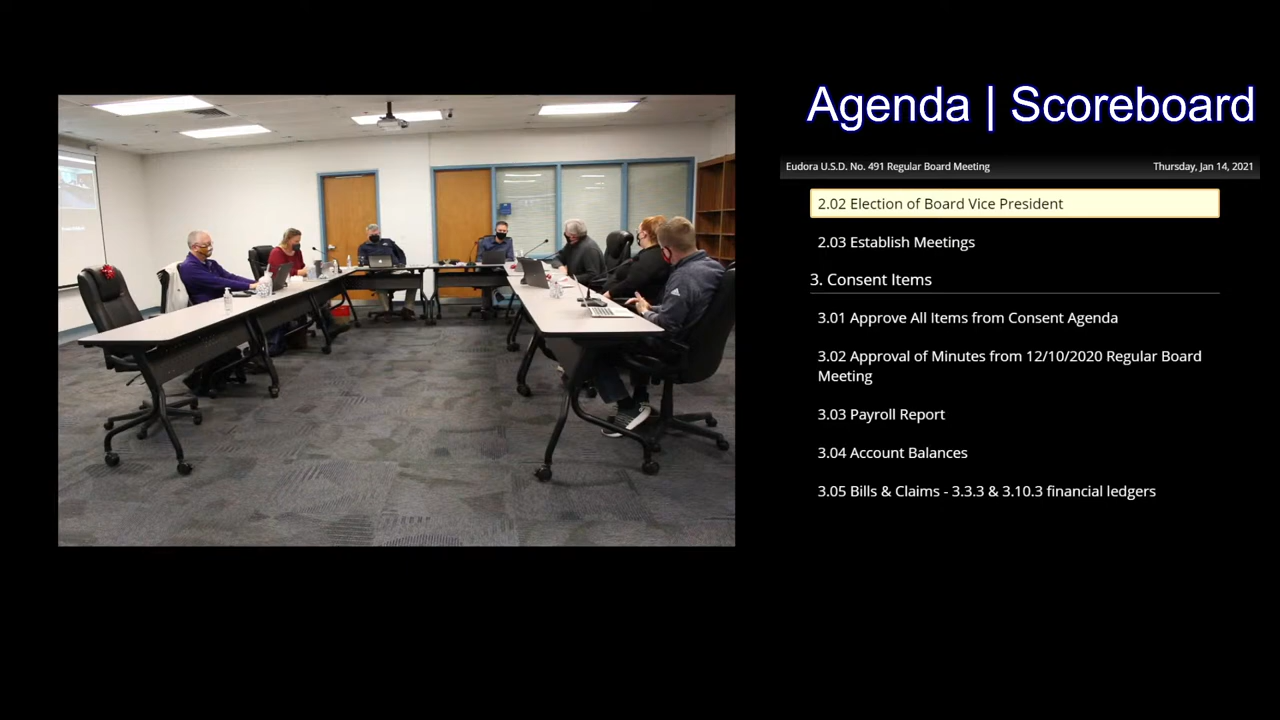 Agenda | Scoreboard
Eudora U.S.D. No. 491 Regular Board Meeting
Thursday, Jan 14, 2021
2.02 Election of Board Vice President
2.03 Establish Meetings
3. Consent Items
3.01 Approve All Items from Consent Agenda
3.02 Approval of Minutes from 12/10/2020 Regular Board
Meeting
3.03 Payroll Report
3.04 Account Balances
3.05 Bills & Claims - 3.3.3 & 3.10.3 financial ledgers